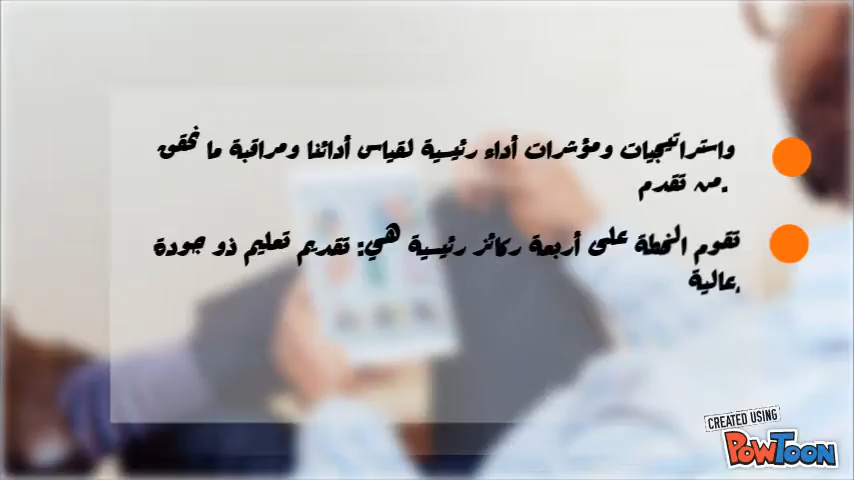 واستراتيجيات ومؤشرات أداء رئيسية لقياس أدائنا ومراقبة ما نحقق
من تقدم.
تقوم الخطة على أربعة ركائز رئيسية هي: تقديم تعليم ذو جودة
عالية.
CREATED USING
POWTOON